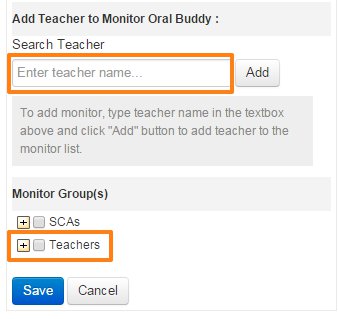 Add Teacher to Monitor Oral Buddy :
Search Teacher
Enter teacher name...
Add
To add monitor, type teacher name in the textbox
above and click "Add" button to add teacher to the
monitor list.
Monitor Group(s)
SCAs
Teachers
Save
Cancel